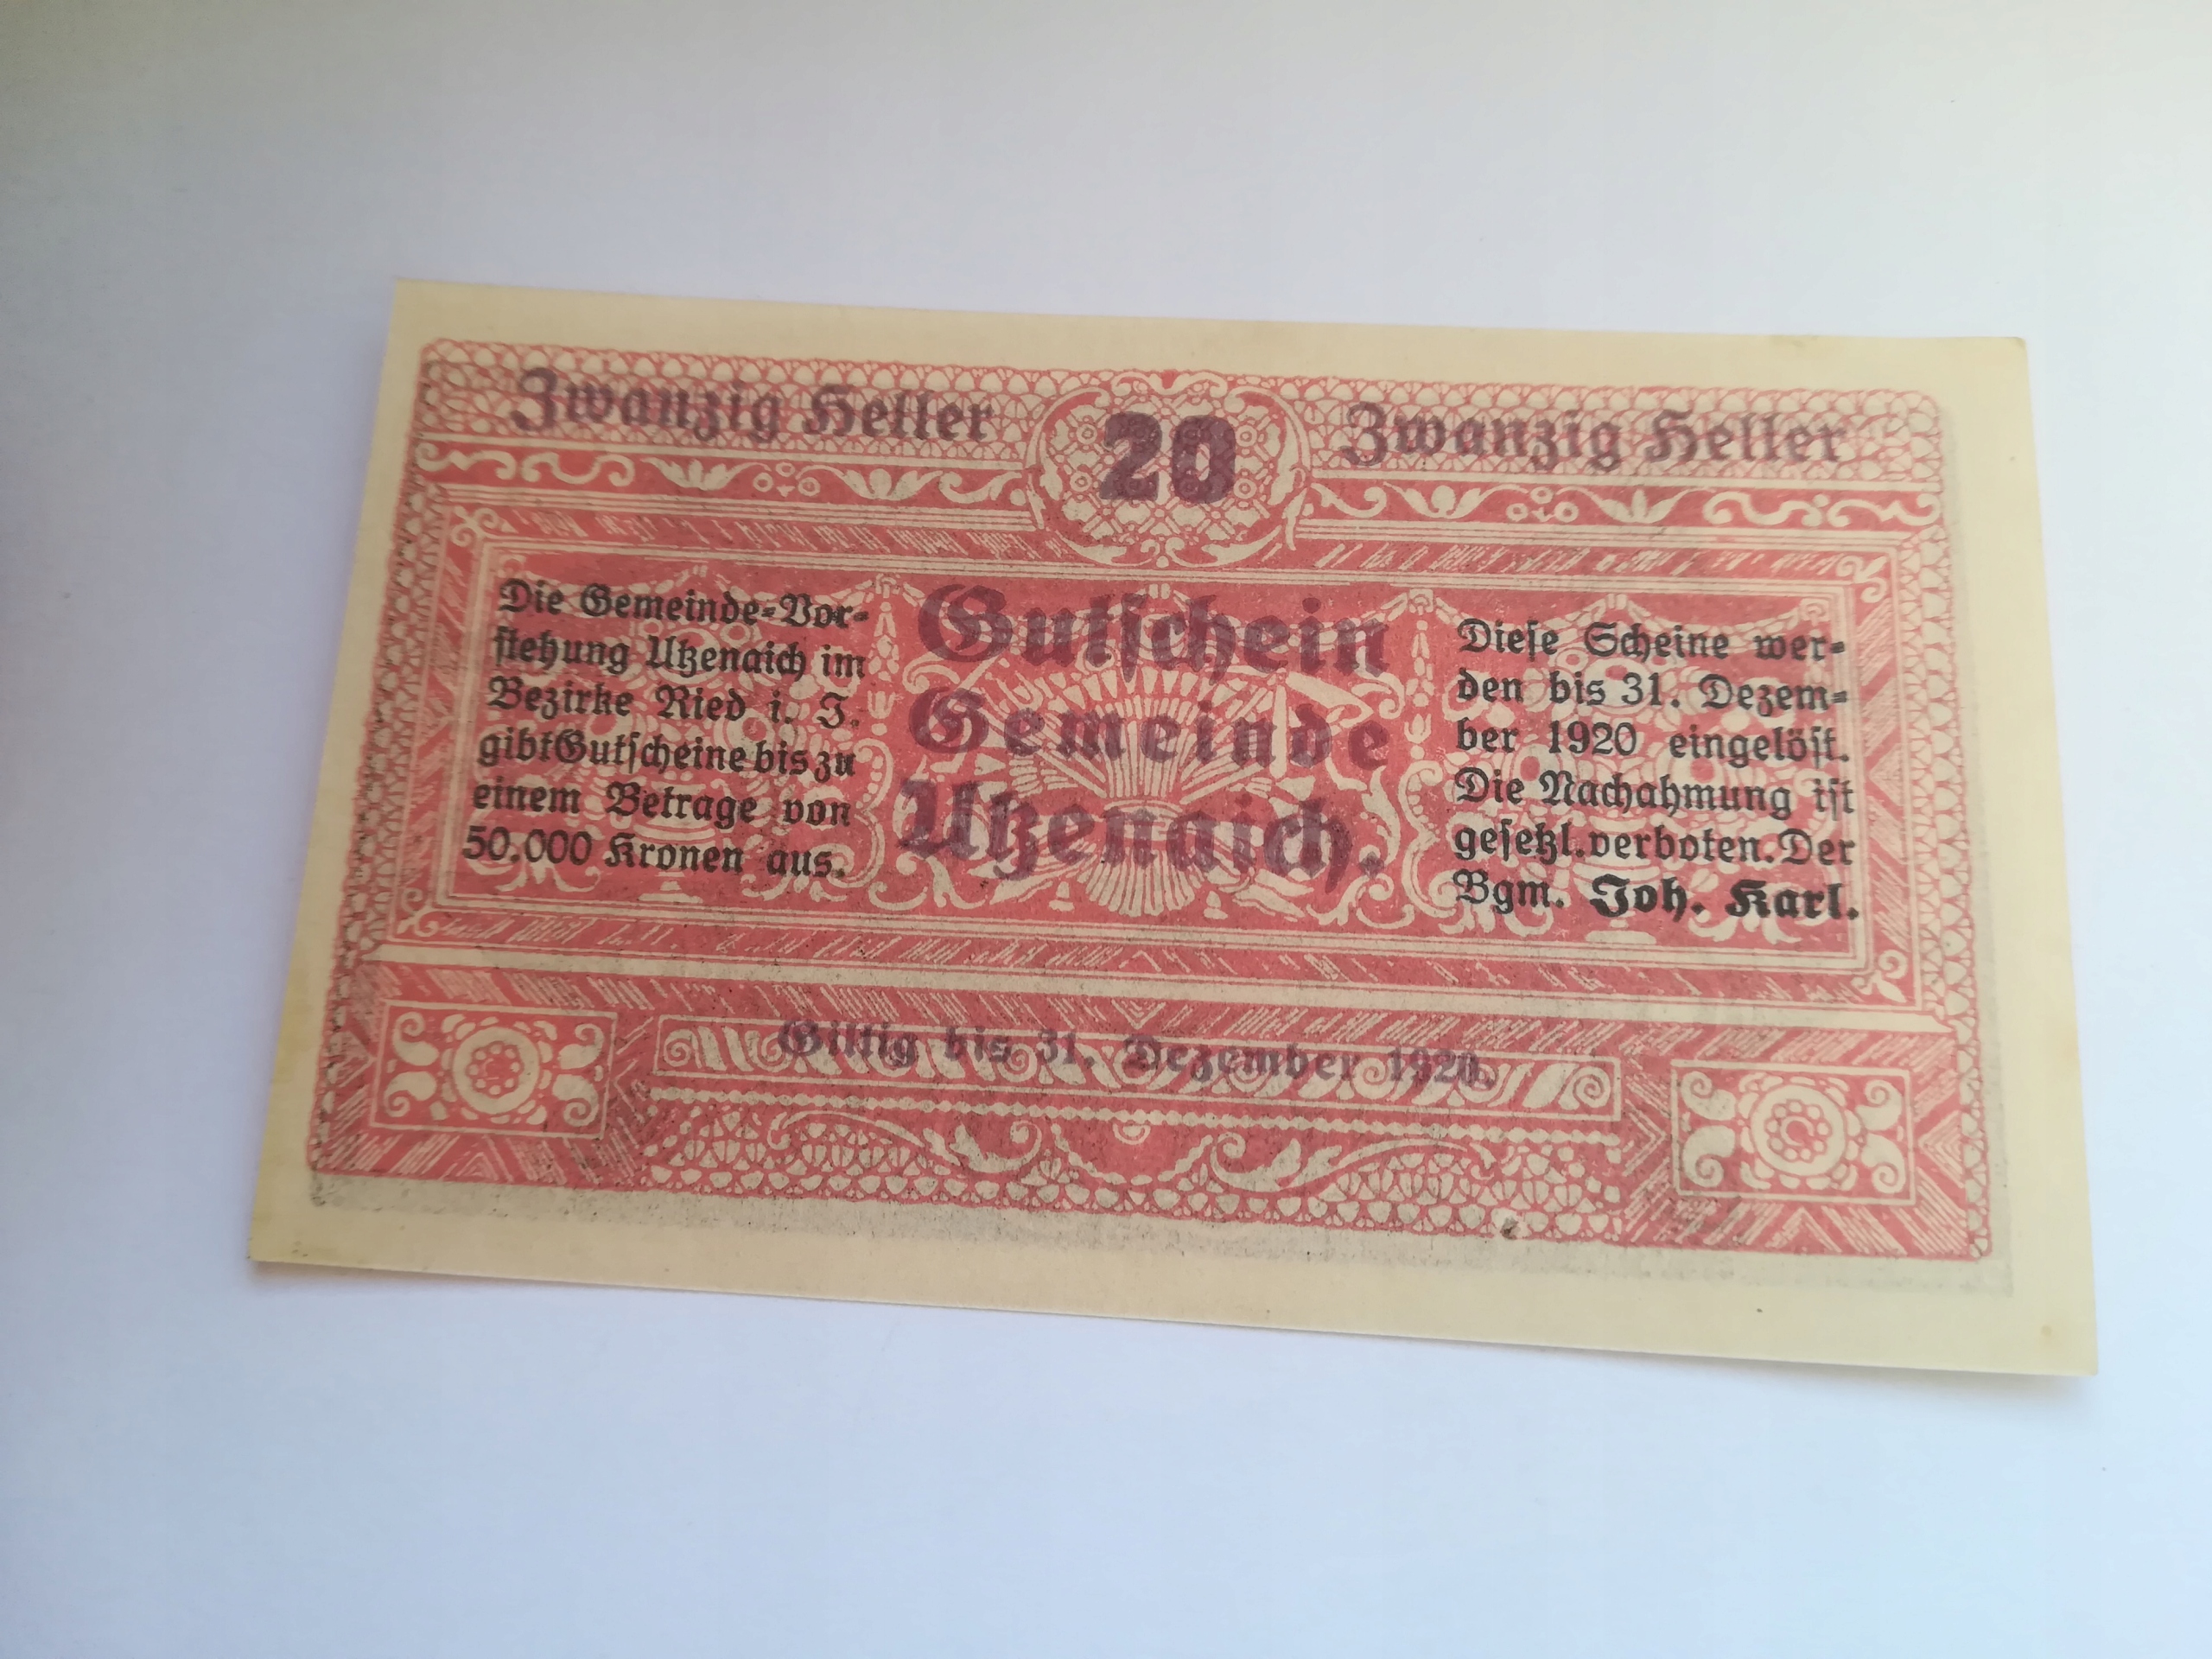 Zwanzig Heller 20 Zwanzig Heller
Die Gemeinde-Vor-
stehung Utzenaich im
Bezirke Ried i. I.
gibt Gutscheine bis zu
einem Betrage von
50.000 Kronen aus.
Gutschein
Gemeinde
Utzenaich.
Diese Scheine wer-
den bis 31. Dezem-
ber 1920 eingelöst.
Die Nachahmung ist
gesetzl. verboten. Der
Bgm. Joh. Karl.
Giltig bis 31. Dezember 1920.